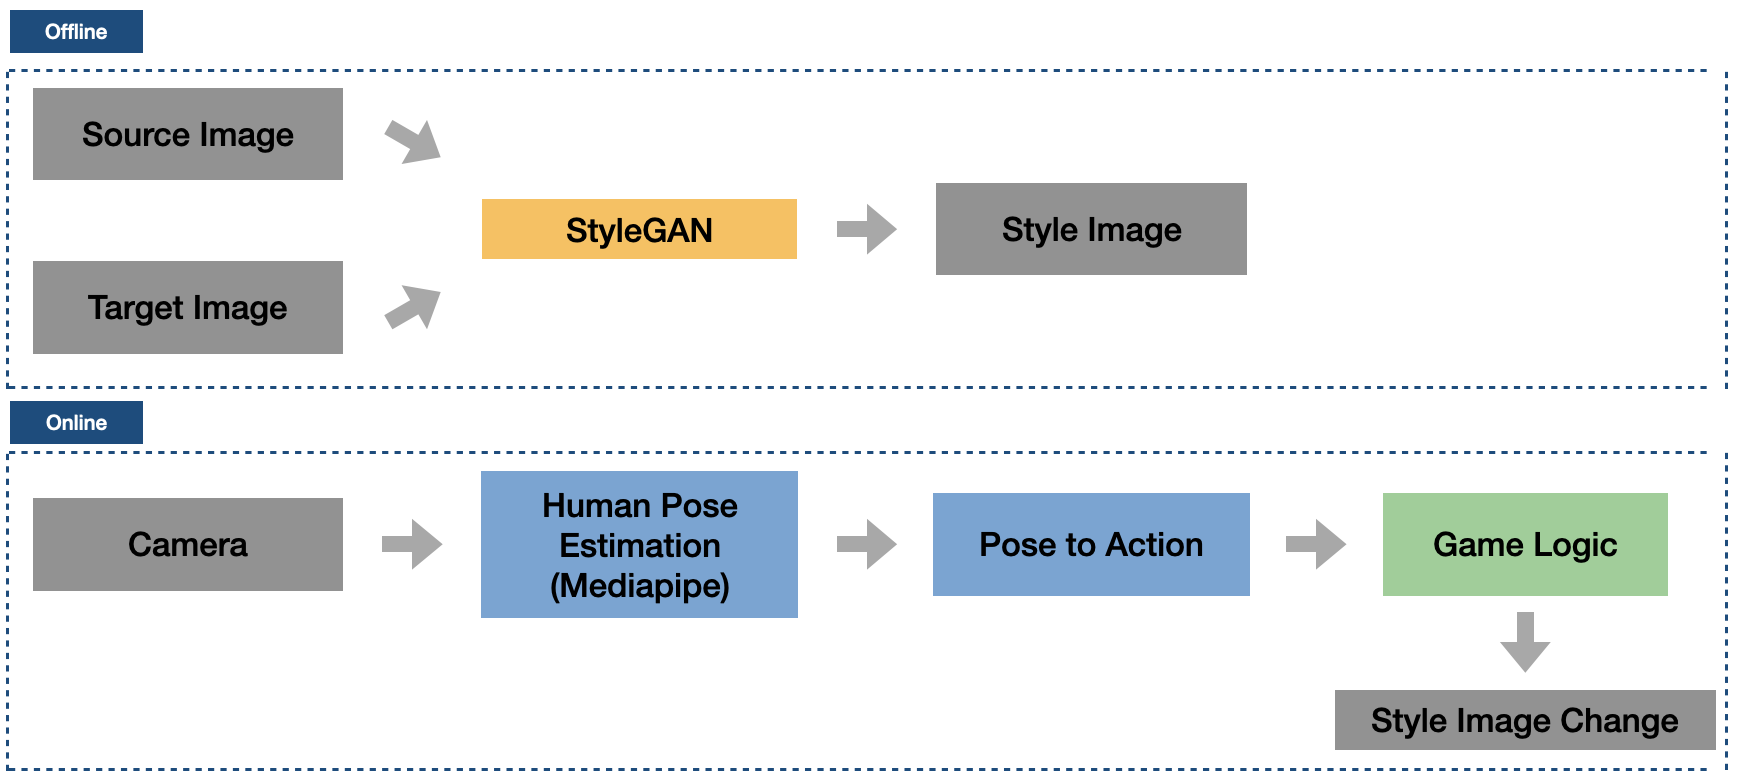 Offline
Source Image
StyleGAN
Style Image
Target Image
Online
Camera
Human Pose
Estimation
(Mediapipe)
Pose to Action
Game Logic
Style Image Change